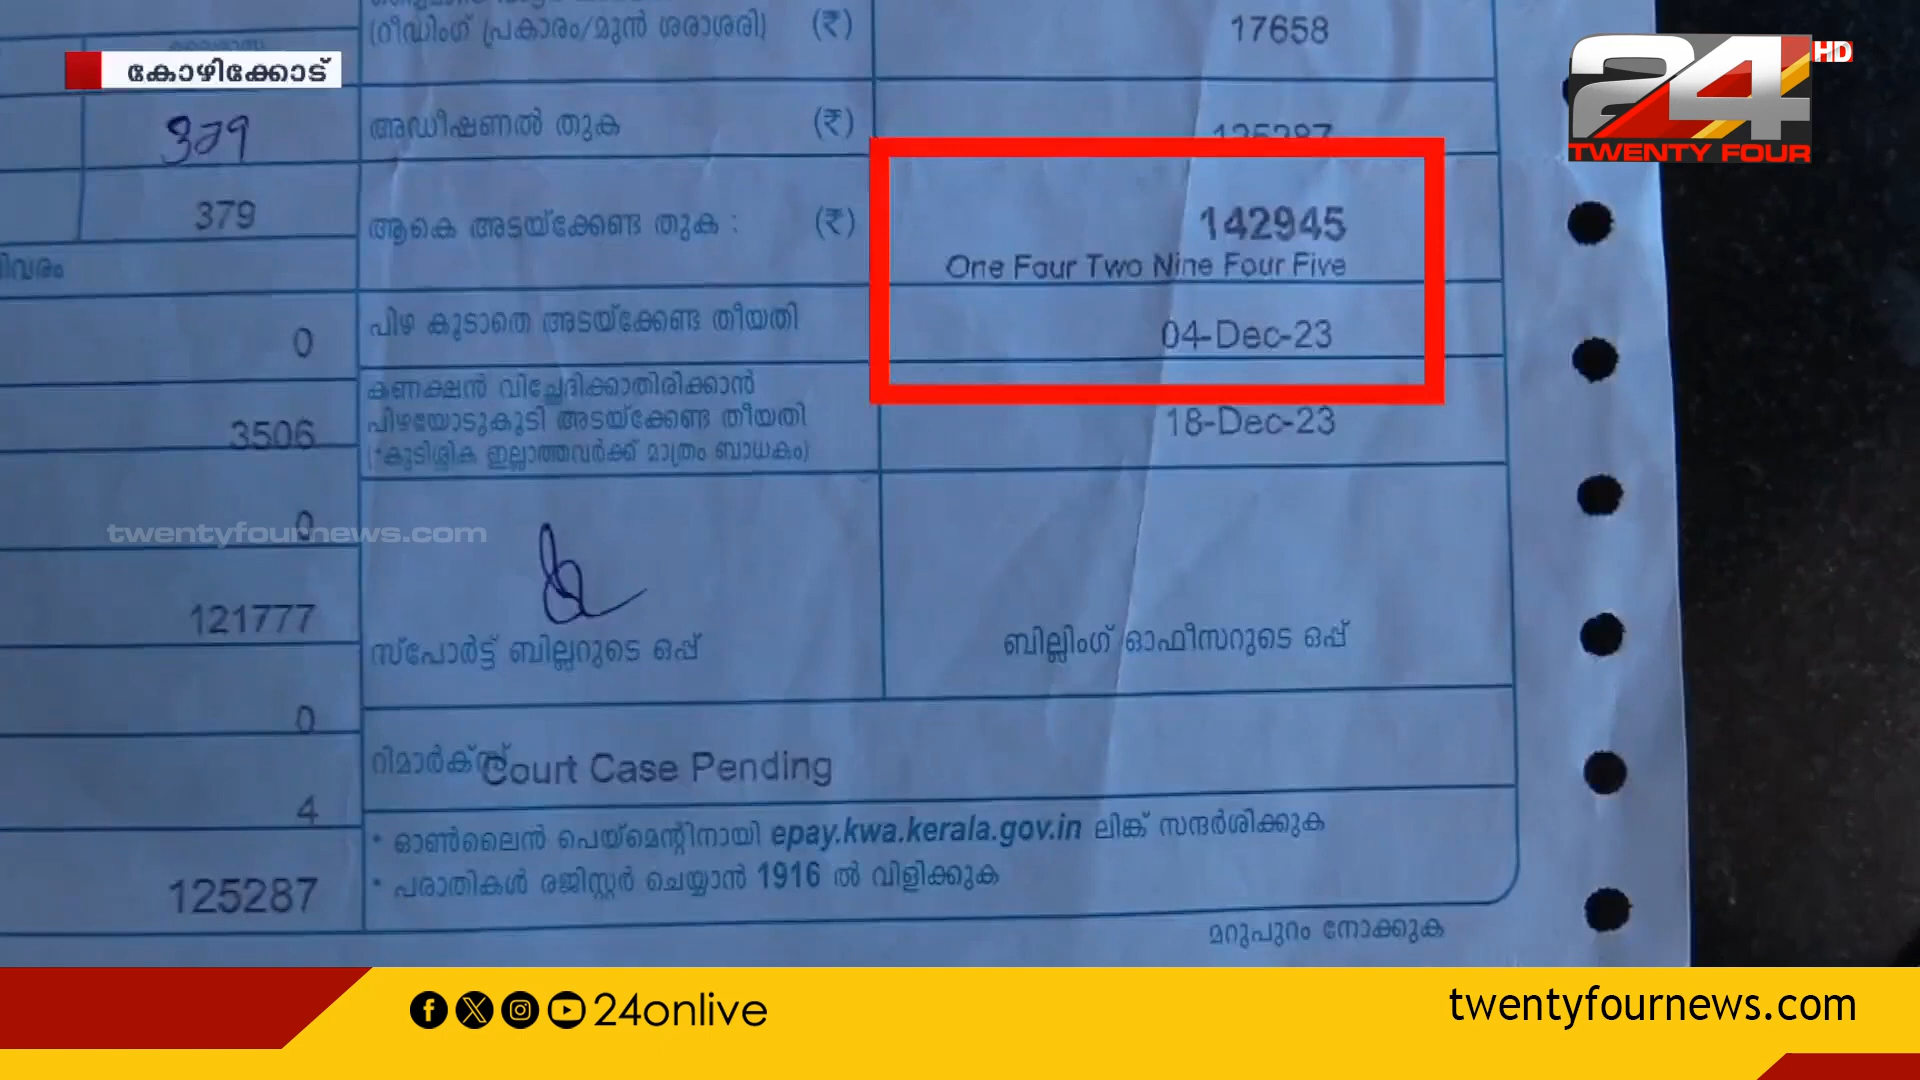 കോഴിക്കോട്
24 HD
TWENTY FOUR
(റീഡിംഗ് പ്രകാരം/മുൻ ശരാശരി) (₹) 17658
379
അഡീഷണൽ തുക (₹) 125287
379
ആകെ അടയ്ക്കേണ്ട തുക : (₹) 142945
One Four Two Nine Four Five
0
പിഴ കൂടാതെ അടയ്ക്കേണ്ട തീയതി 04-Dec-23
3506
കണക്ഷൻ വിച്ഛേദിക്കാതിരിക്കാൻ
പിഴയോടുകൂടി അടയ്ക്കേണ്ട തീയതി 18-Dec-23
(*കുടിശ്ശിക ഇല്ലാത്തവർക്ക് മാത്രം ബാധകം)
0
twentyfournews.com
121777
സ്പോർട്ട് ബില്ലറുടെ ഒപ്പ്
ബില്ലിംഗ് ഓഫീസറുടെ ഒപ്പ്
0
റിമാർക്സ് Court Case Pending
4
* ഓൺലൈൻ പെയ്മെന്റിനായി epay.kwa.kerala.gov.in ലിങ്ക് സന്ദർശിക്കുക
* പരാതികൾ രജിസ്റ്റർ ചെയ്യാൻ 1916 ൽ വിളിക്കുക
125287
മറുപുറം നോക്കുക
24onlive
twentyfournews.com